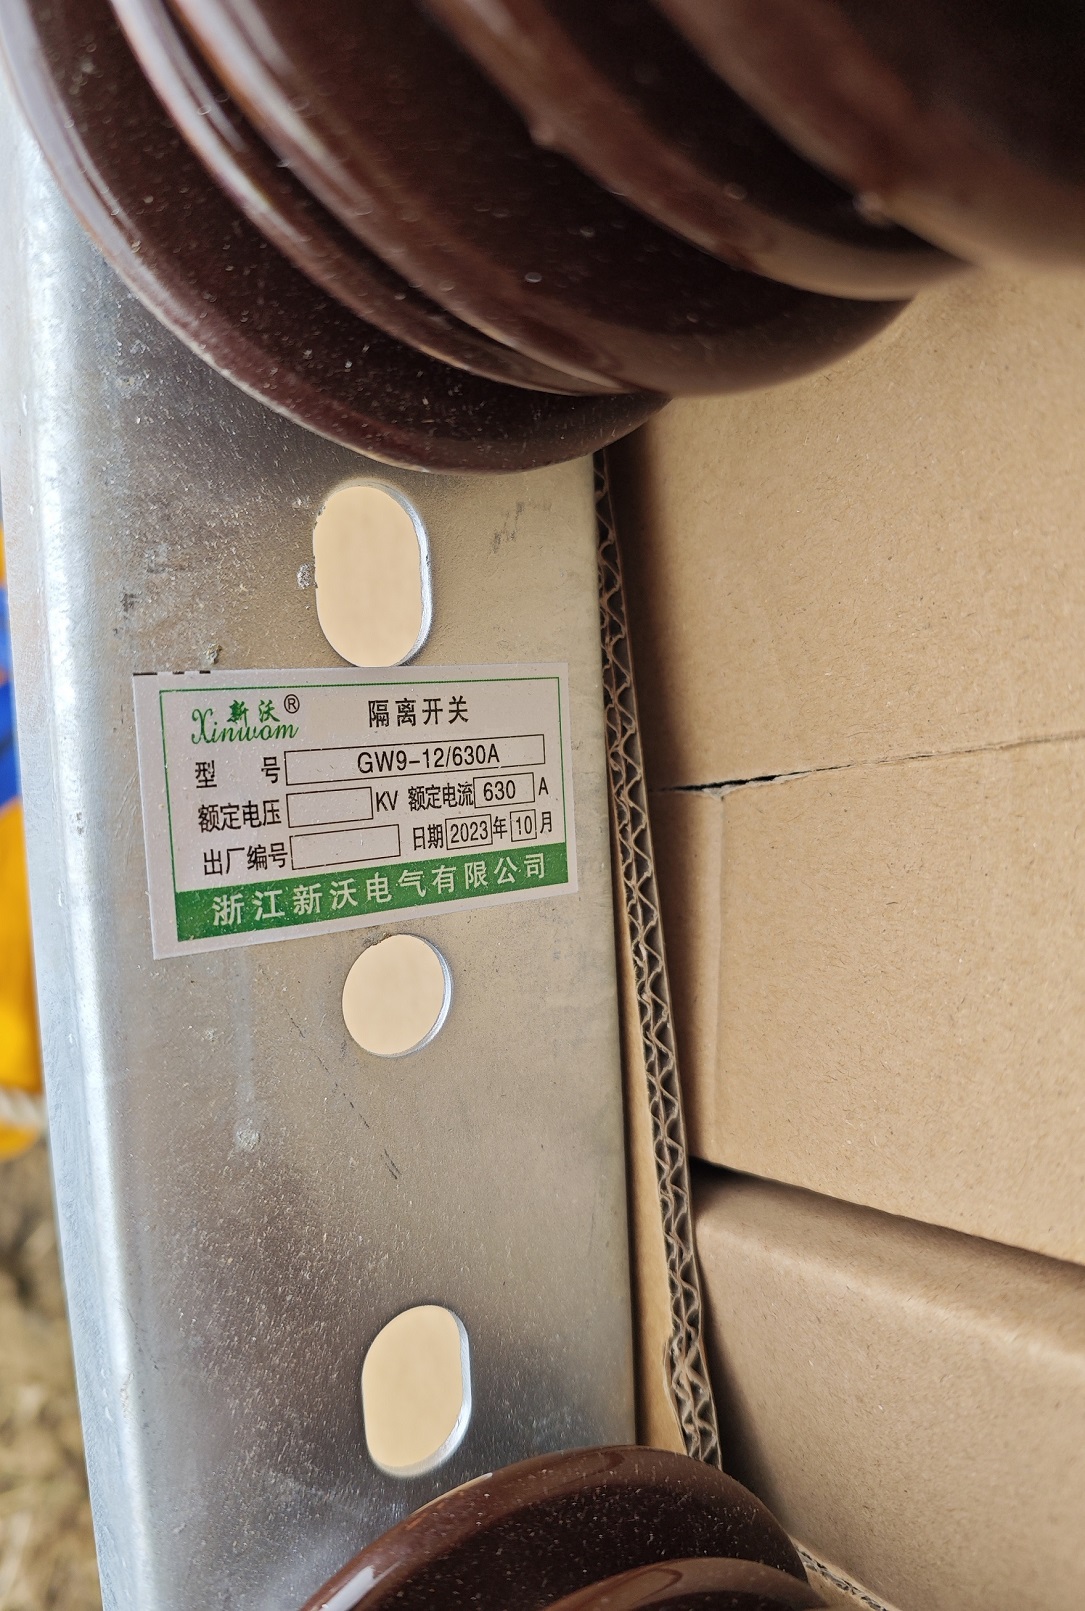 新沃®
Xinwom
隔离开关
型 号 GW9-12/630A
额定电压 KV 额定电流 630 A
出厂编号 日期 2023 年 10 月
浙江新沃电气有限公司